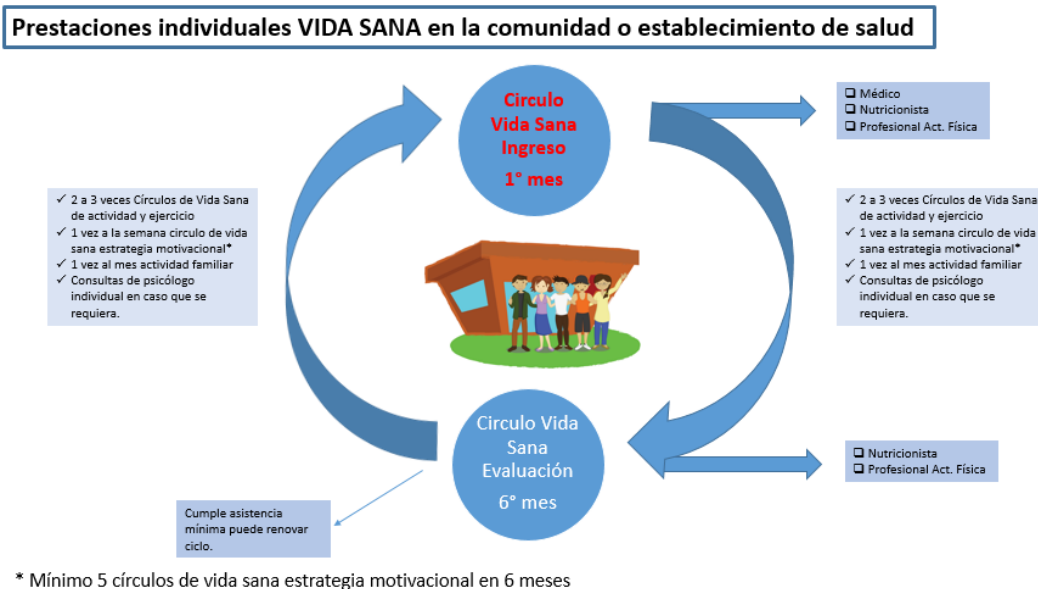 Prestaciones individuales VIDA SANA en la comunidad o establecimiento de salud
Circulo
Vida Sana
Ingreso
1° mes
❑ Médico
❑ Nutricionista
❑ Profesional Act. Física
✓ 2 a 3 veces Círculos de Vida Sana
de actividad y ejercicio
✓ 1 vez a la semana circulo de vida
sana estrategia motivacional*
✓ 1 vez al mes actividad familiar
✓ Consultas de psicólogo
individual en caso que se
requiera.
✓ 2 a 3 veces Círculos de Vida Sana
de actividad y ejercicio
✓ 1 vez a la semana circulo de vida
sana estrategia motivacional*
✓ 1 vez al mes actividad familiar
✓ Consultas de psicólogo
individual en caso que se
requiera.
Circulo Vida
Sana
Evaluación
6° mes
❑ Nutricionista
❑ Profesional Act. Física
Cumple asistencia
mínima puede renovar
ciclo.
* Mínimo 5 círculos de vida sana estrategia motivacional en 6 meses